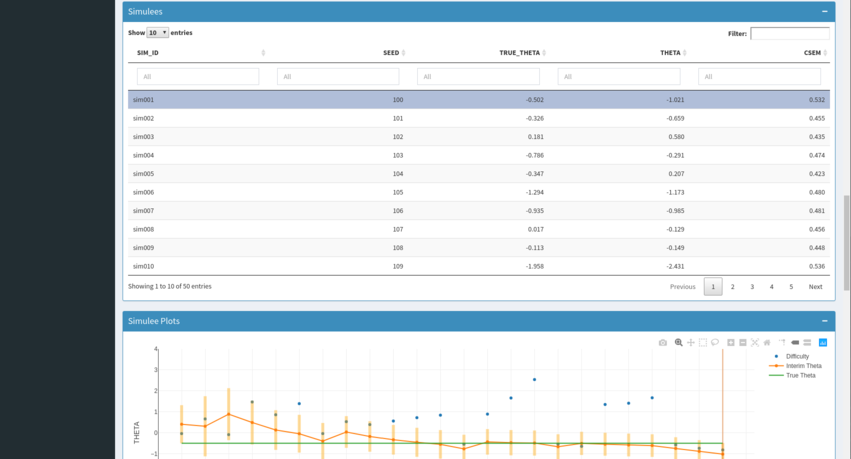 Simulees
Show 10 entries
Filter:
SIM_ID SEED TRUE_THETA THETA CSEM
All All All All All
sim001 100 -0.502 -1.021 0.532
sim002 101 -0.326 -0.659 0.455
sim003 102 0.181 0.580 0.435
sim004 103 -0.786 -0.291 0.474
sim005 104 -0.347 0.207 0.423
sim006 105 -1.294 -1.173 0.480
sim007 106 -0.935 -0.985 0.481
sim008 107 0.017 -0.129 0.456
sim009 108 -0.113 -0.149 0.448
sim010 109 -1.958 -2.431 0.536
Showing 1 to 10 of 50 entries
Previous 1 2 3 4 5 Next
Simulee Plots
Difficulty
Interim Theta
True Theta
THETA
4
3
2
1
0
−1